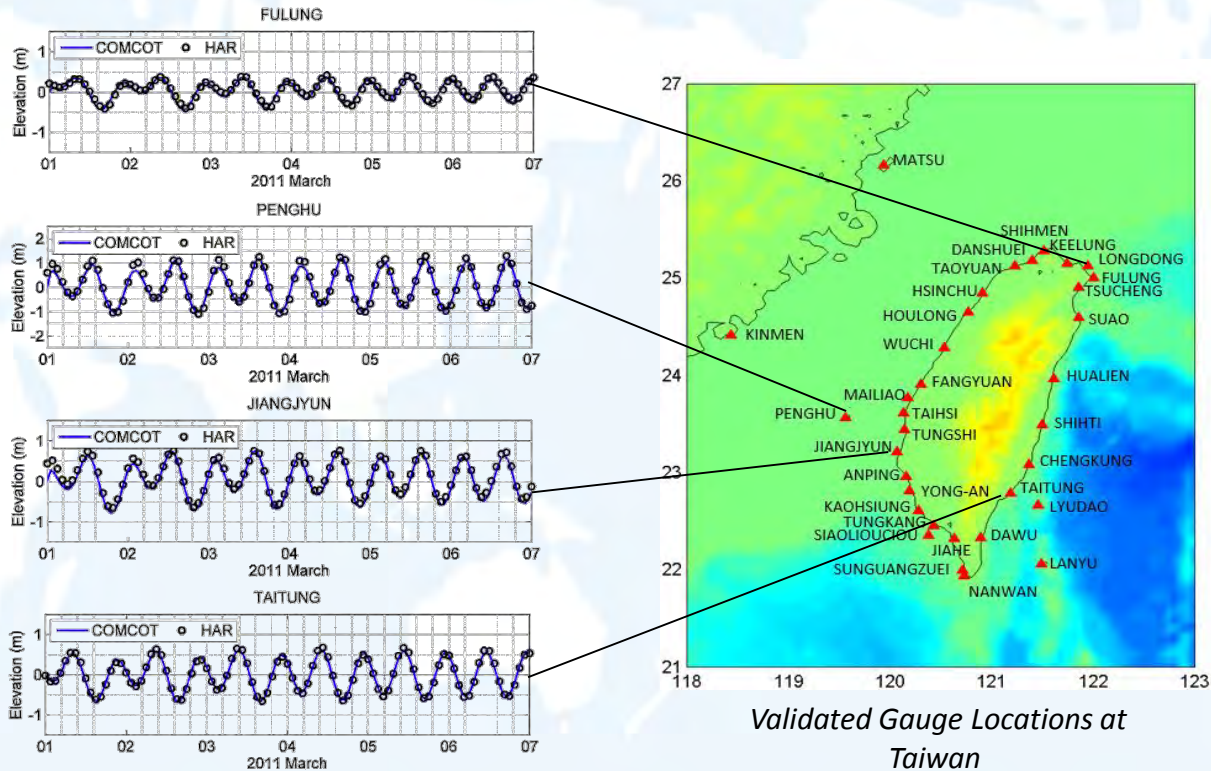 FULUNG
COMCOT HAR
Elevation (m)
1
0
-1
01 02 03 04 05 06 07
2011 March
PENGHU
COMCOT HAR
Elevation (m)
2
1
0
-1
-2
01 02 03 04 05 06 07
2011 March
JIANGJYUN
COMCOT HAR
Elevation (m)
1
0
-1
01 02 03 04 05 06 07
2011 March
TAITUNG
COMCOT HAR
Elevation (m)
1
0
-1
01 02 03 04 05 06 07
2011 March
27
26
25
24
23
22
21
118 119 120 121 122 123
MATSU
SHIHMEN
KEELUNG
DANSHUEI
LONGDONG
TAOYUAN
FULUNG
TSUCHENG
HSINCHU
HOULONG
SUAO
KINMEN
WUCHI
HUALIEN
FANGYUAN
MAILIAO
PENGHU
TAIHSI
SHIHTI
TUNGSHI
JIANGJYUN
CHENGKUNG
ANPING
TAITUNG
YONG-AN
LYUDAO
KAOHSIUNG
TUNGKANG
SIAOLIOUCIOU
DAWU
JIAHE
LANYU
SUNGUANGZUEI
NANWAN
Validated Gauge Locations at
Taiwan